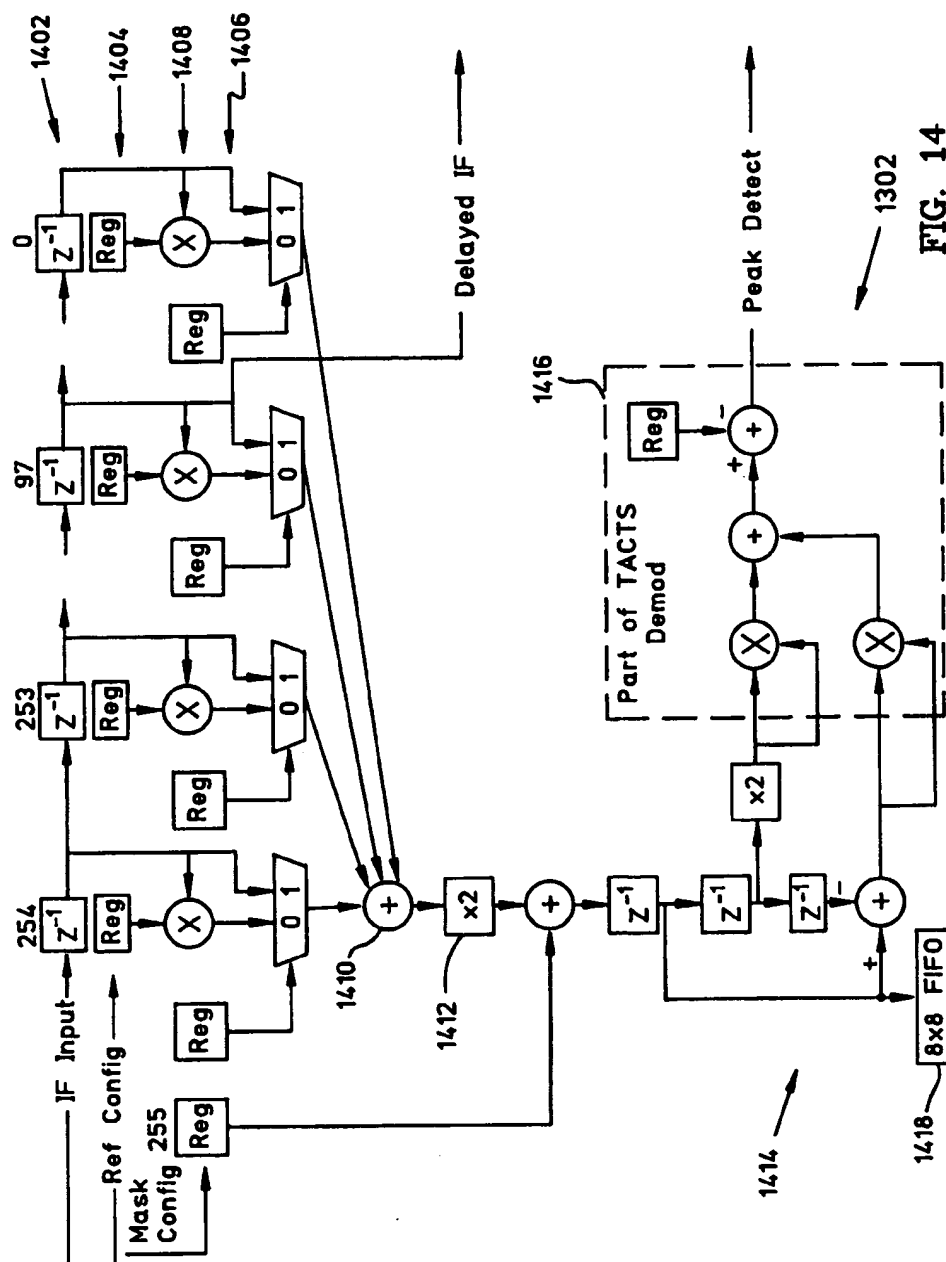 1402
1404
1408
1406
254
253
97
0
IF Input
Z⁻¹
Z⁻¹
Z⁻¹
Z⁻¹
Ref Config
Reg
Reg
Reg
Reg
X
X
X
X
Mask
Config
255
Reg
Reg
Reg
Reg
Reg
0 1
0 1
0 1
0 1
1410
+
Delayed IF
1412
x2
+
Z⁻¹
Z⁻¹
Z⁻¹
x2
-
+
+
1414
1418
8x8 FIFO
1416
Part of TACTS
Demod
Reg
X
+
+
-
+
X
Peak Detect
1302
FIG. 14